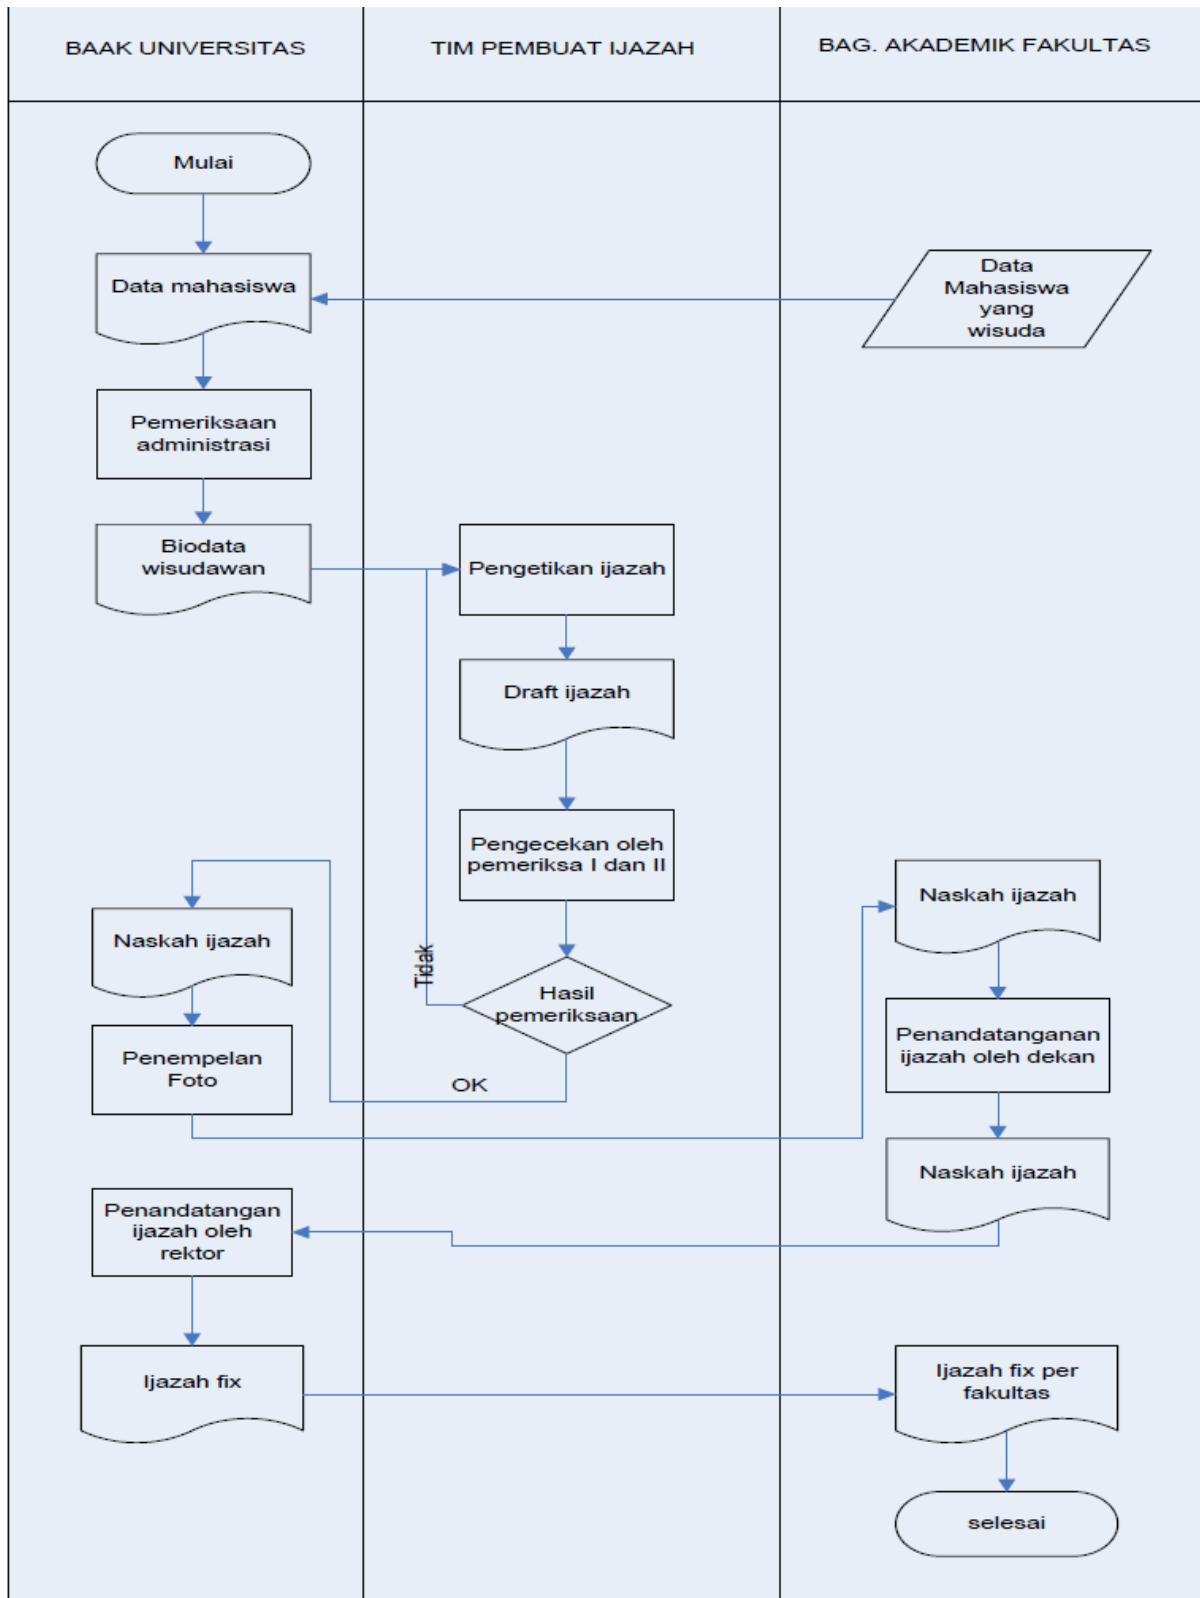 BAAK UNIVERSITAS
TIM PEMBUAT IJAZAH
BAG. AKADEMIK FAKULTAS
Mulai
Data mahasiswa
Data
Mahasiswa
yang
wisuda
Pemeriksaan
administrasi
Biodata
wisudawan
Pengetikan ijazah
Draft ijazah
Pengecekan oleh
pemeriksa I dan II
Hasil
pemeriksaan
Tidak
OK
Naskah ijazah
Penempelan
Foto
Naskah ijazah
Penandatanganan
ijazah oleh dekan
Naskah ijazah
Penandatangan
ijazah oleh
rektor
Ijazah fix
Ijazah fix per
fakultas
selesai